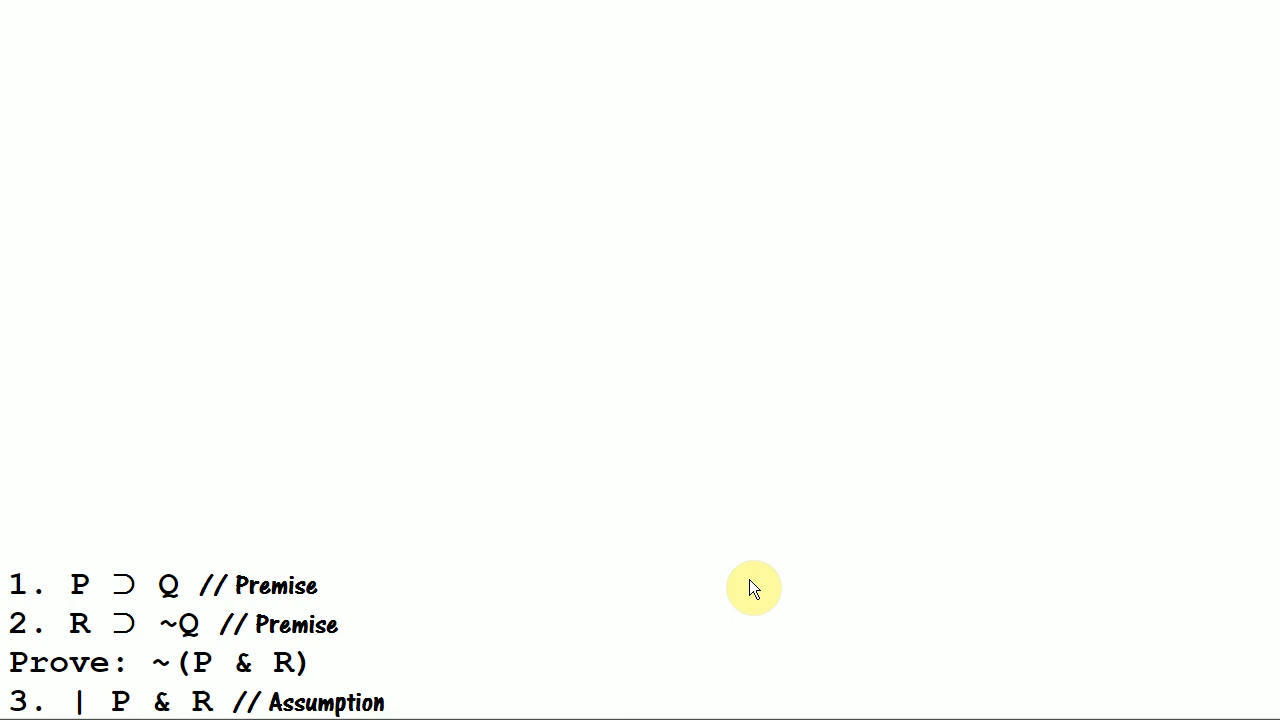 1. P ⊃ Q // Premise
2. R ⊃ ~Q // Premise
Prove: ~(P & R)
3. | P & R // Assumption